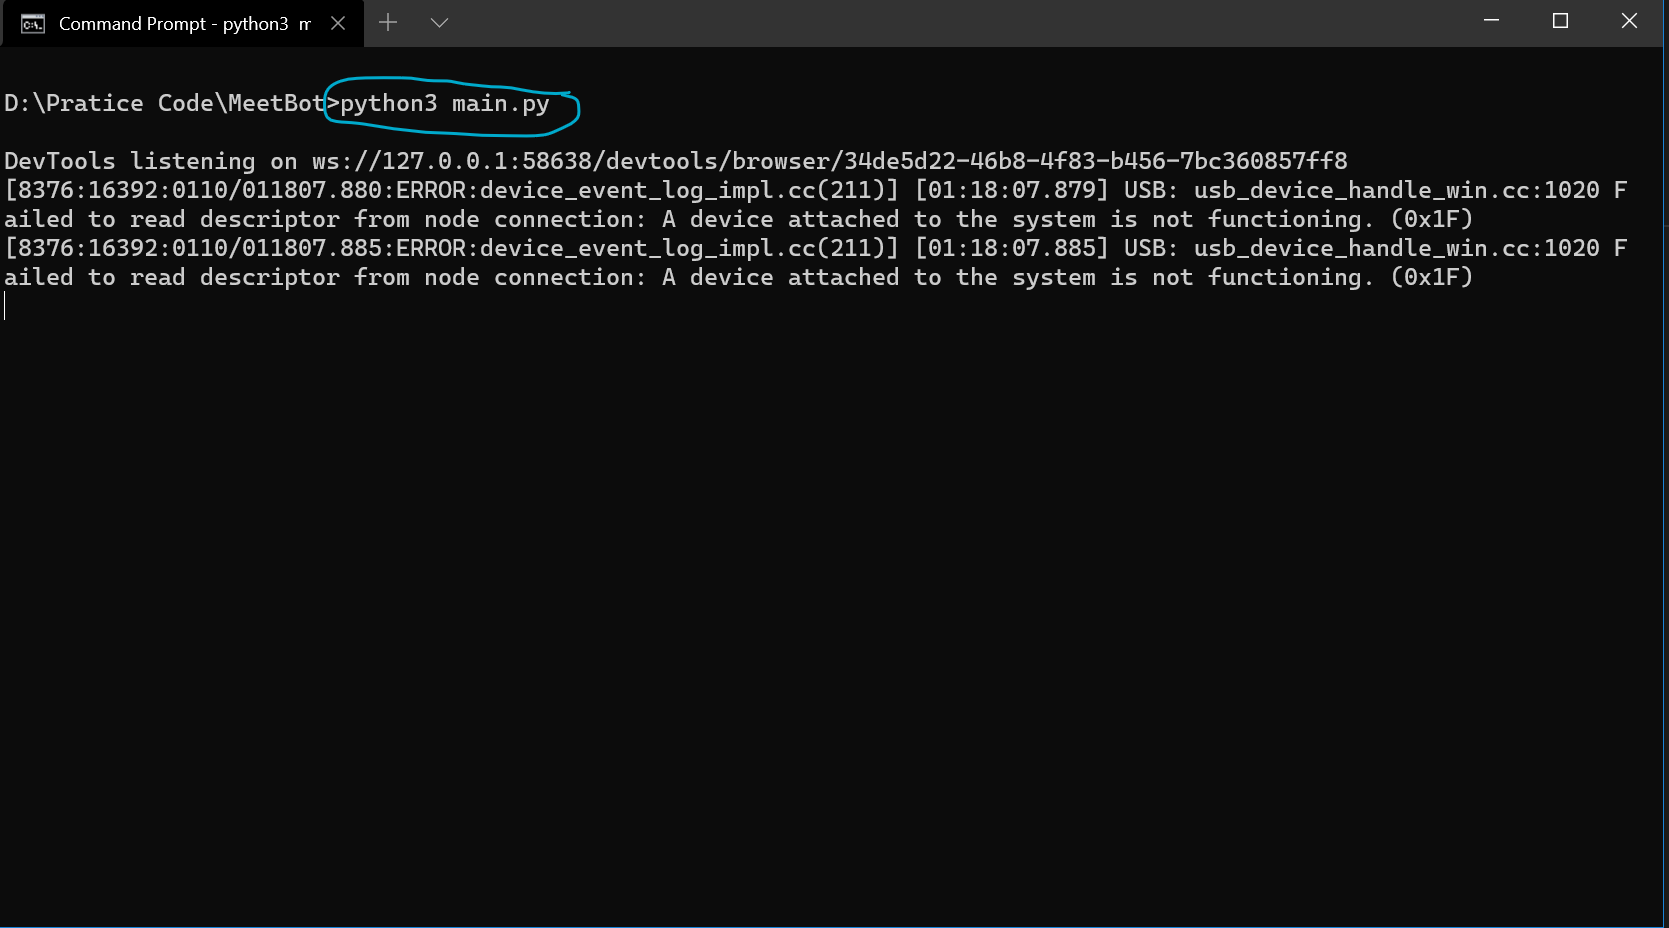 Command Prompt - python3 m
D:\Pratice Code\MeetBot>python3 main.py
DevTools listening on ws://127.0.0.1:58638/devtools/browser/34de5d22-46b8-4f83-b456-7bc360857ff8
[8376:16392:0110/011807.880:ERROR:device_event_log_impl.cc(211)] [01:18:07.879] USB: usb_device_handle_win.cc:1020 F
ailed to read descriptor from node connection: A device attached to the system is not functioning. (0x1F)
[8376:16392:0110/011807.885:ERROR:device_event_log_impl.cc(211)] [01:18:07.885] USB: usb_device_handle_win.cc:1020 F
ailed to read descriptor from node connection: A device attached to the system is not functioning. (0x1F)